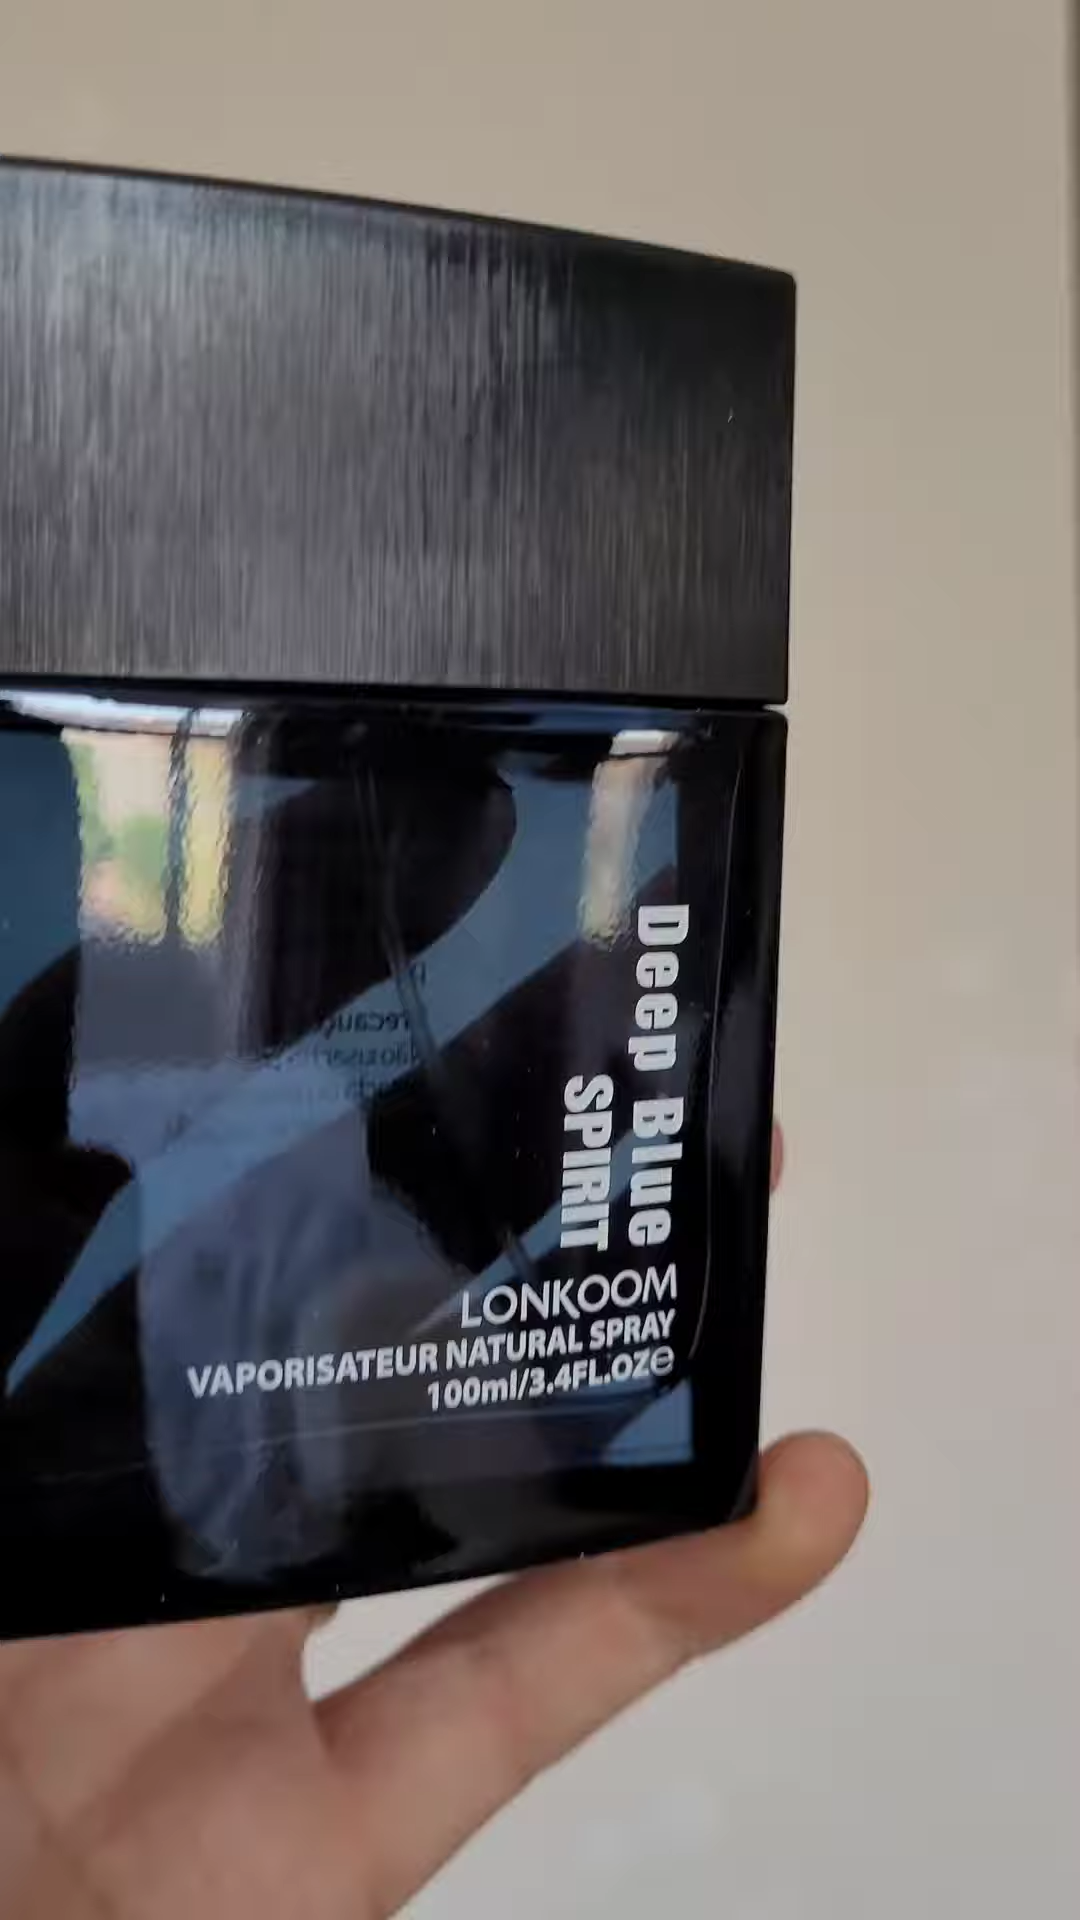 Deep Blue
SPIRIT
LONKOOM
VAPORISATEUR NATURAL SPRAY
100ml/3.4FL.OZ℮